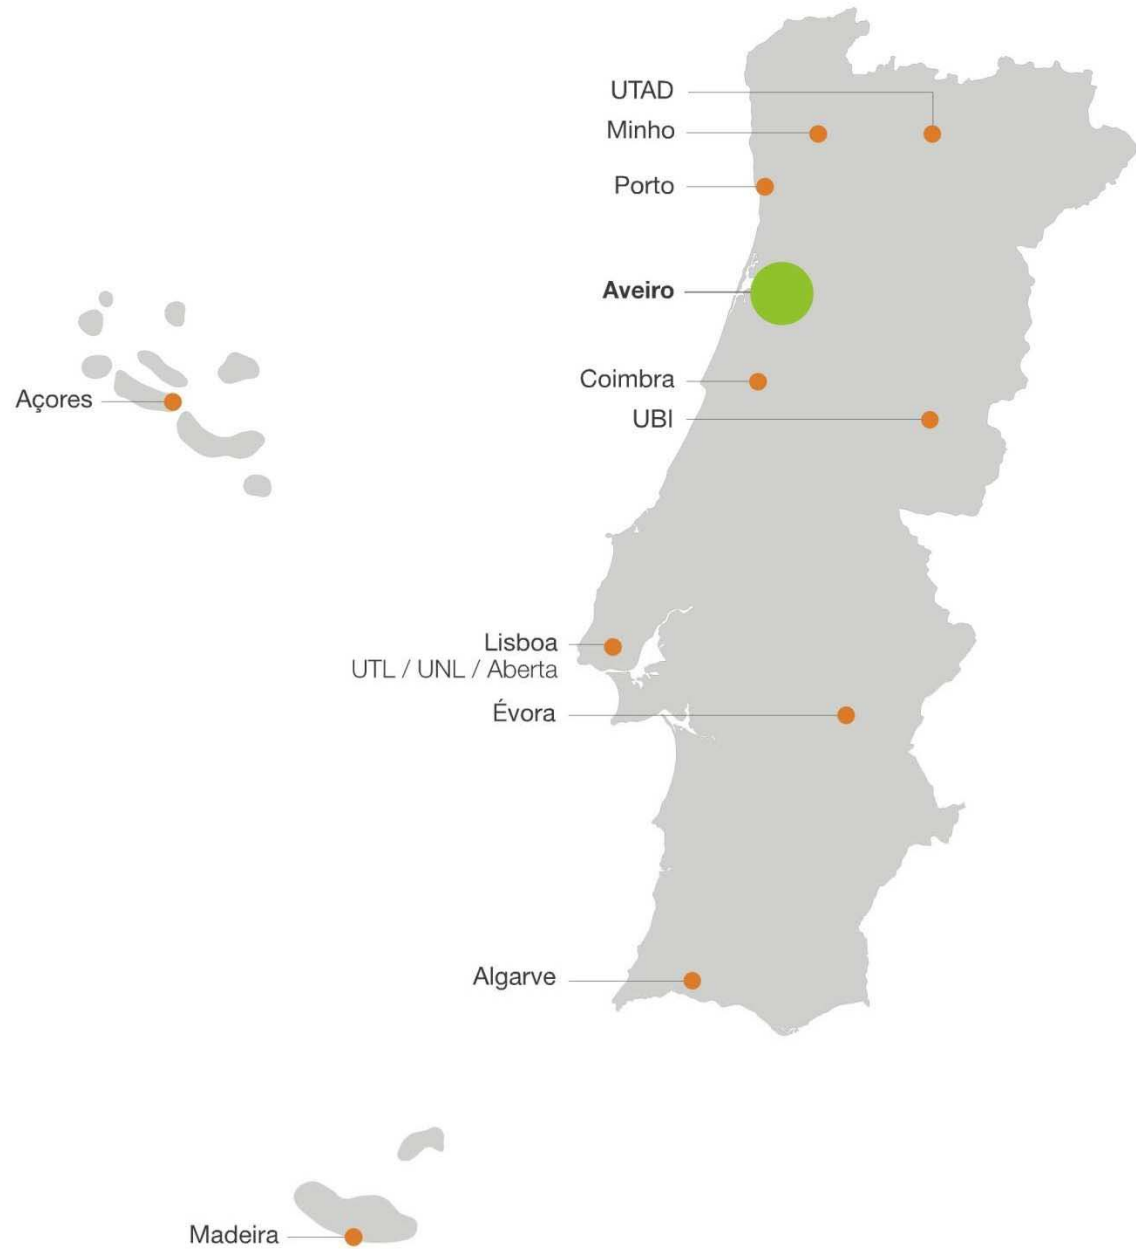 UTAD
Minho
Porto
Aveiro
Coimbra
Açores
UBI
Lisboa
UTL / UNL / Aberta
Évora
Algarve
Madeira